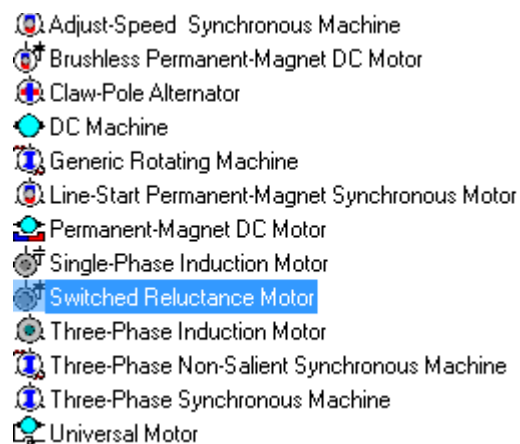 Adjust-Speed  Synchronous Machine
Brushless Permanent-Magnet DC Motor
Claw-Pole Alternator
DC Machine
Generic Rotating Machine
Line-Start Permanent-Magnet Synchronous Motor
Permanent-Magnet DC Motor
Single-Phase Induction Motor
Switched Reluctance Motor
Three-Phase Induction Motor
Three-Phase Non-Salient Synchronous Machine
Three-Phase Synchronous Machine
Universal Motor